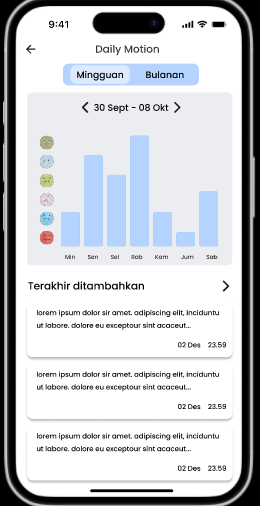 9:41
Daily Motion
Mingguan Bulanan
30 Sept - 08 Okt
Min Sen Sel Rab Kam Jum Sab
Terakhir ditambahkan
lorem ipsum dolor sir amet. adipiscing elit, inciduntu
ut labore. dolore eu exceptour sint acaceut...
02 Des 23.59
lorem ipsum dolor sir amet. adipiscing elit, inciduntu
ut labore. dolore eu exceptour sint acaceut...
02 Des 23.59
lorem ipsum dolor sir amet. adipiscing elit, inciduntu
ut labore. dolore eu exceptour sint acaceut...
02 Des 23.59